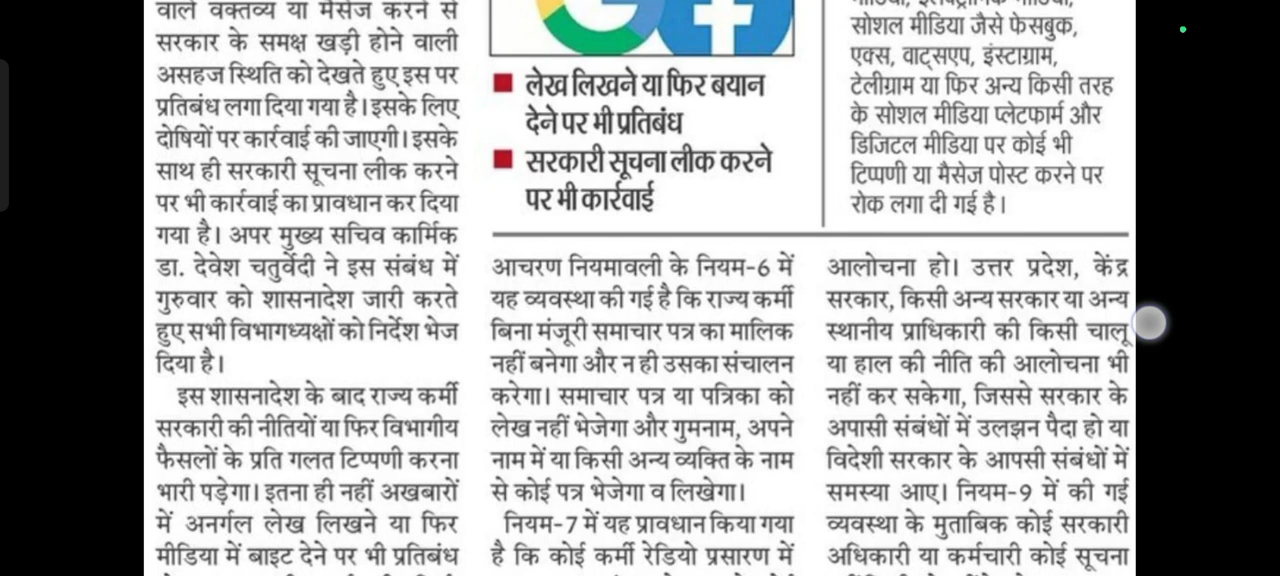 वाले वक्तव्य या मैसेज करने से
सरकार के समक्ष खड़ी होने वाली
असहज स्थिति को देखते हुए इस पर
प्रतिबंध लगा दिया गया है। इसके लिए
दोषियों पर कार्रवाई की जाएगी। इसके
साथ ही सरकारी सूचना लीक करने
पर भी कार्रवाई का प्रावधान कर दिया
गया है। अपर मुख्य सचिव कार्मिक
डा. देवेश चतुर्वेदी ने इस संबंध में
गुरुवार को शासनादेश जारी करते
हुए सभी विभागध्यक्षों को निर्देश भेज
दिया है।
इस शासनादेश के बाद राज्य कर्मी
सरकारी की नीतियों या फिर विभागीय
फैसलों के प्रति गलत टिप्पणी करना
भारी पड़ेगा। इतना ही नहीं अखबारों
में अनर्गल लेख लिखने या फिर
मीडिया में बाइट देने पर भी प्रतिबंध
लेख लिखने या फिर बयान
देने पर भी प्रतिबंध
सरकारी सूचना लीक करने
पर भी कार्रवाई
सोशल मीडिया जैसे फेसबुक,
एक्स, वाट्सएप, इंस्टाग्राम,
टेलीग्राम या फिर अन्य किसी तरह
के सोशल मीडिया प्लेटफार्म और
डिजिटल मीडिया पर कोई भी
टिप्पणी या मैसेज पोस्ट करने पर
रोक लगा दी गई है।
आचरण नियमावली के नियम-6 में
यह व्यवस्था की गई है कि राज्य कर्मी
बिना मंजूरी समाचार पत्र का मालिक
नहीं बनेगा और न ही उसका संचालन
करेगा। समाचार पत्र या पत्रिका को
लेख नहीं भेजेगा और गुमनाम, अपने
नाम में या किसी अन्य व्यक्ति के नाम
से कोई पत्र भेजेगा व लिखेगा।
नियम-7 में यह प्रावधान किया गया
है कि कोई कर्मी रेडियो प्रसारण में
आलोचना हो। उत्तर प्रदेश, केंद्र
सरकार, किसी अन्य सरकार या अन्य
स्थानीय प्राधिकारी की किसी चालू
या हाल की नीति की आलोचना भी
नहीं कर सकेगा, जिससे सरकार के
अपासी संबंधों में उलझन पैदा हो या
विदेशी सरकार के आपसी संबंधों में
समस्या आए। नियम-9 में की गई
व्यवस्था के मुताबिक कोई सरकारी
अधिकारी या कर्मचारी कोई सूचना